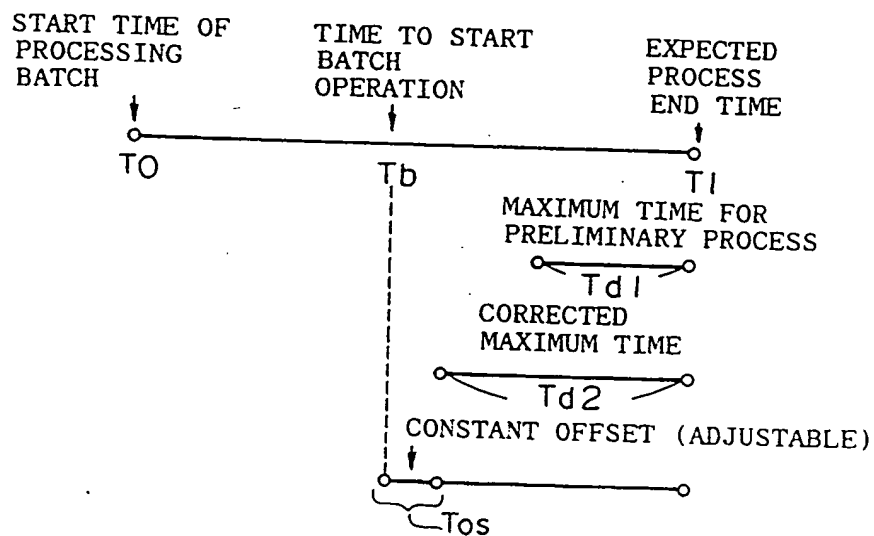 START TIME OF
PROCESSING
BATCH
TIME TO START
BATCH
OPERATION
EXPECTED
PROCESS
END TIME
TO
Tb
T1
MAXIMUM TIME FOR
PRELIMINARY PROCESS
Td1
CORRECTED
MAXIMUM TIME
Td2
CONSTANT OFFSET (ADJUSTABLE)
Tos